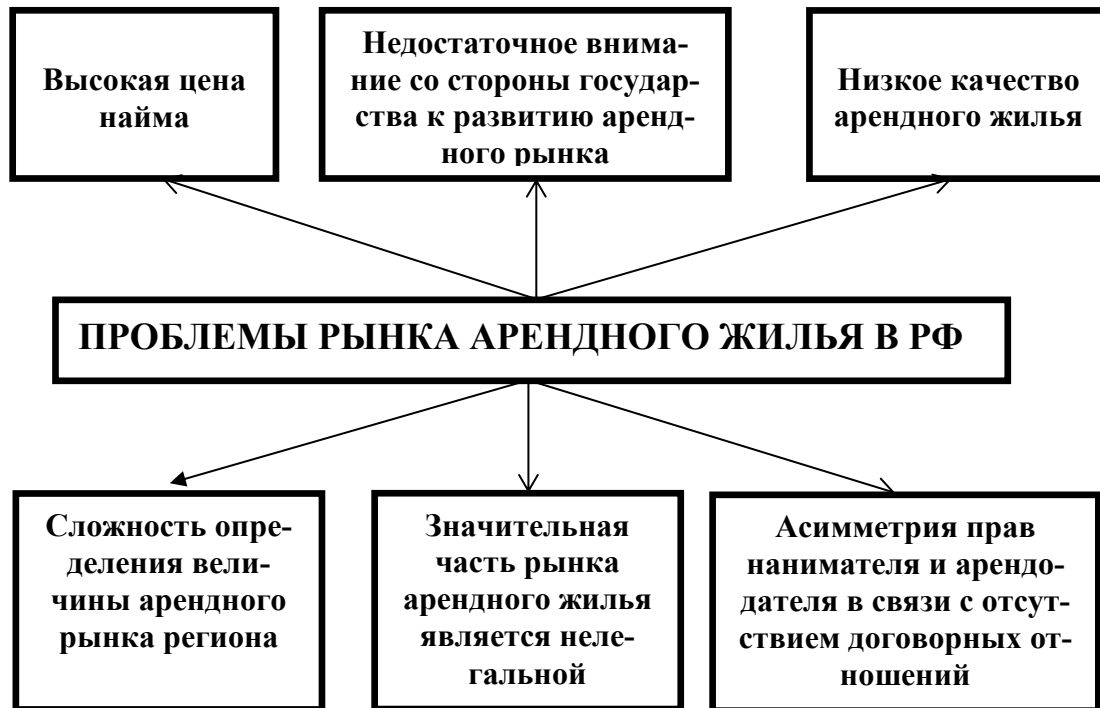 Высокая цена
найма
Недостаточное внима-
ние со стороны государ-
ства к развитию аренд-
ного рынка
Низкое качество
арендного жилья
ПРОБЛЕМЫ РЫНКА АРЕНДНОГО ЖИЛЬЯ В РФ
Сложность опре-
деления вели-
чины арендного
рынка региона
Значительная
часть рынка
арендного жилья
является неле-
гальной
Асимметрия прав
нанимателя и арендо-
дателя в связи с отсут-
ствием договорных от-
ношений